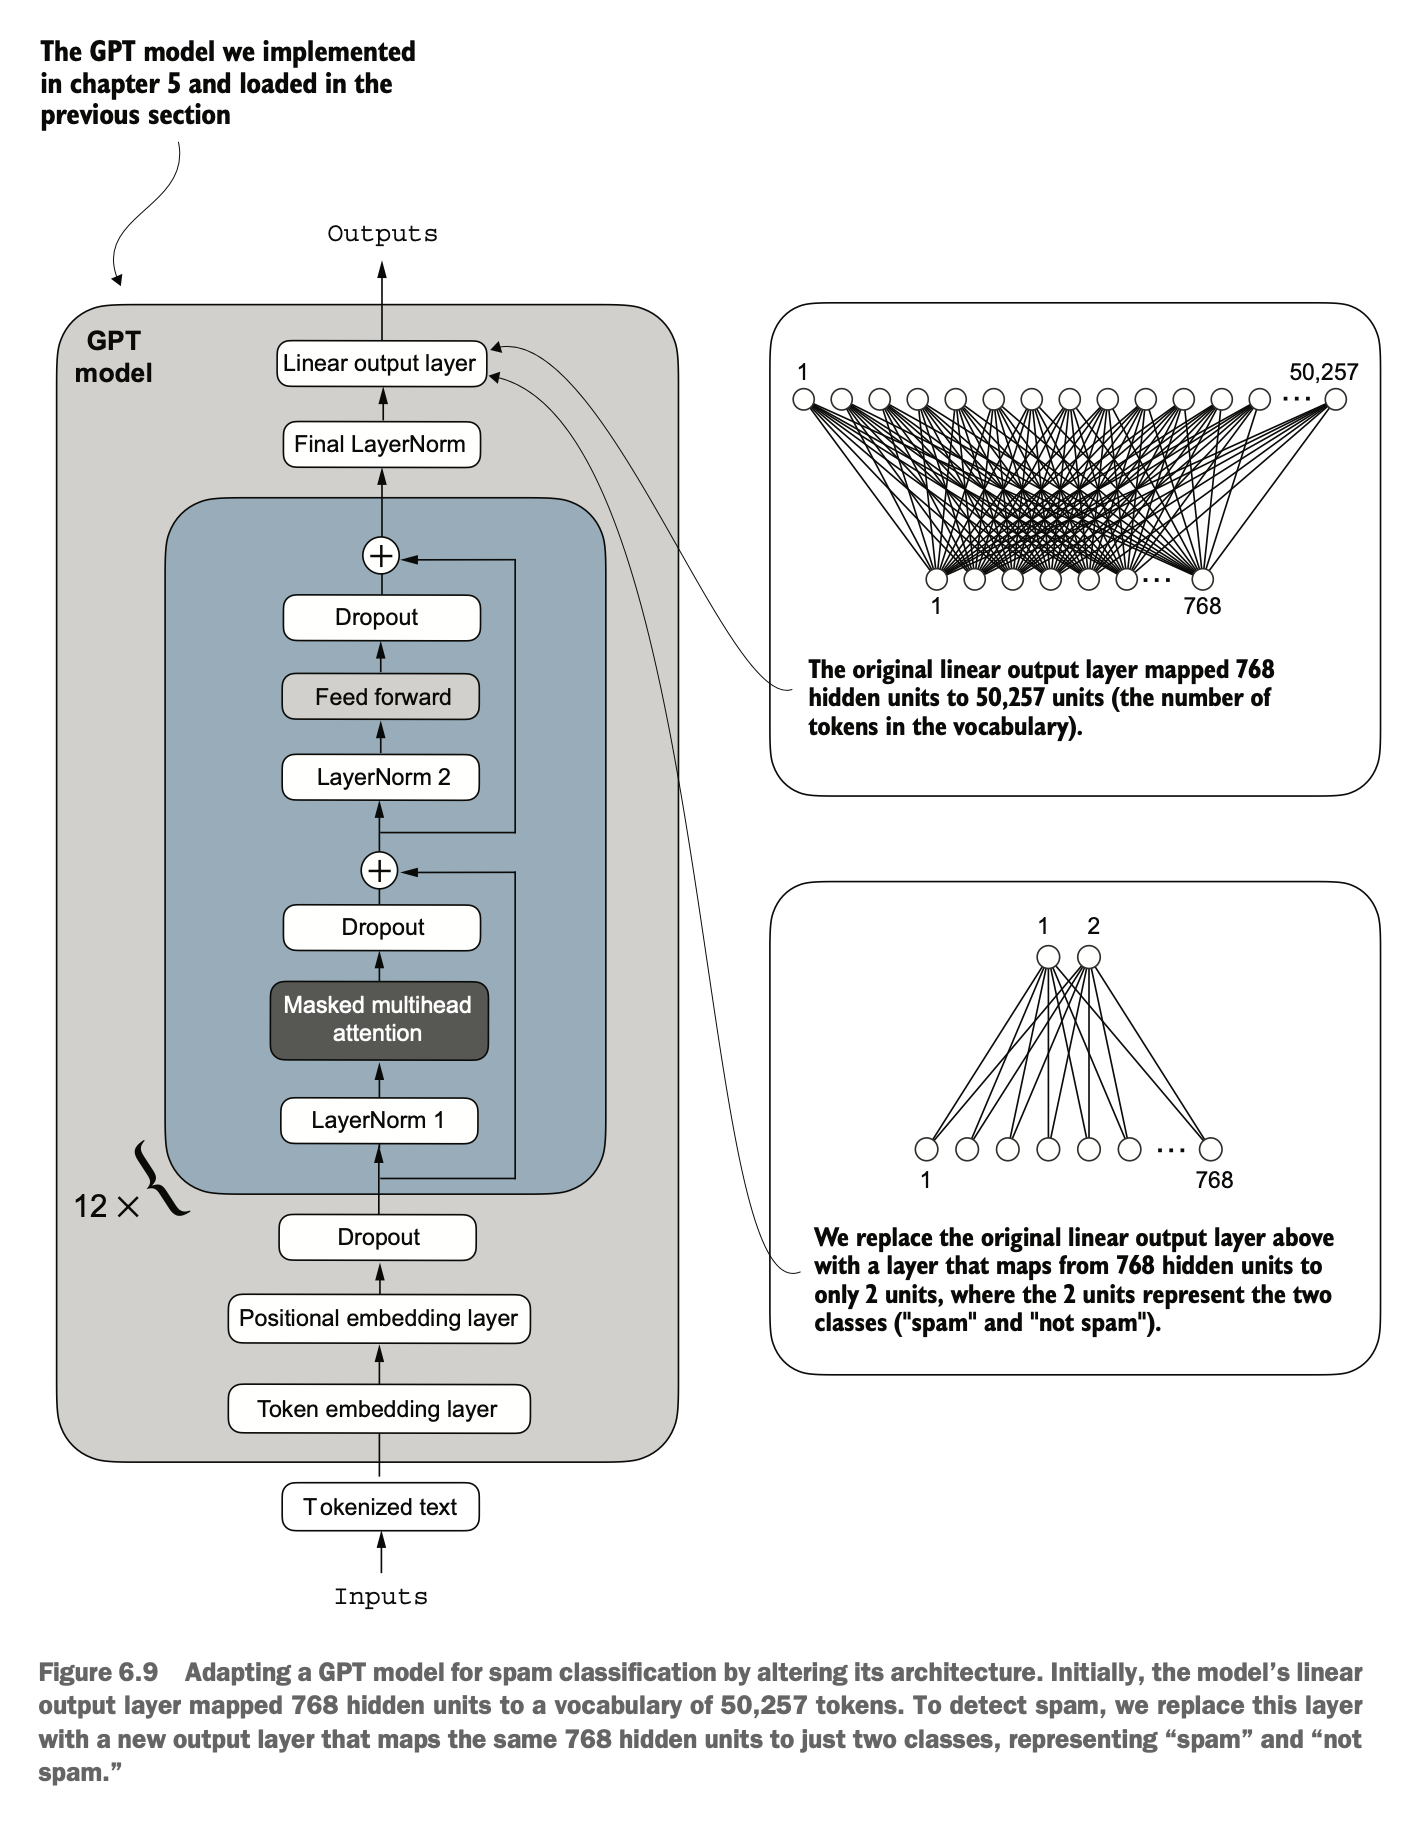 The GPT model we implemented
in chapter 5 and loaded in the
previous section
Outputs
GPT
model
Linear output layer
Final LayerNorm
+
Dropout
Feed forward
LayerNorm 2
+
Dropout
Masked multihead
attention
LayerNorm 1
12 ×
{
Dropout
Positional embedding layer
Token embedding layer
Tokenized text
Inputs
1 50,257
...
...
1 768
The original linear output layer mapped 768
hidden units to 50,257 units (the number of
tokens in the vocabulary).
1 2
...
1 768
We replace the original linear output layer above
with a layer that maps from 768 hidden units to
only 2 units, where the 2 units represent the two
classes ("spam" and "not spam").
Figure 6.9 Adapting a GPT model for spam classification by altering its architecture. Initially, the model’s linear
output layer mapped 768 hidden units to a vocabulary of 50,257 tokens. To detect spam, we replace this layer
with a new output layer that maps the same 768 hidden units to just two classes, representing “spam” and “not
spam.”